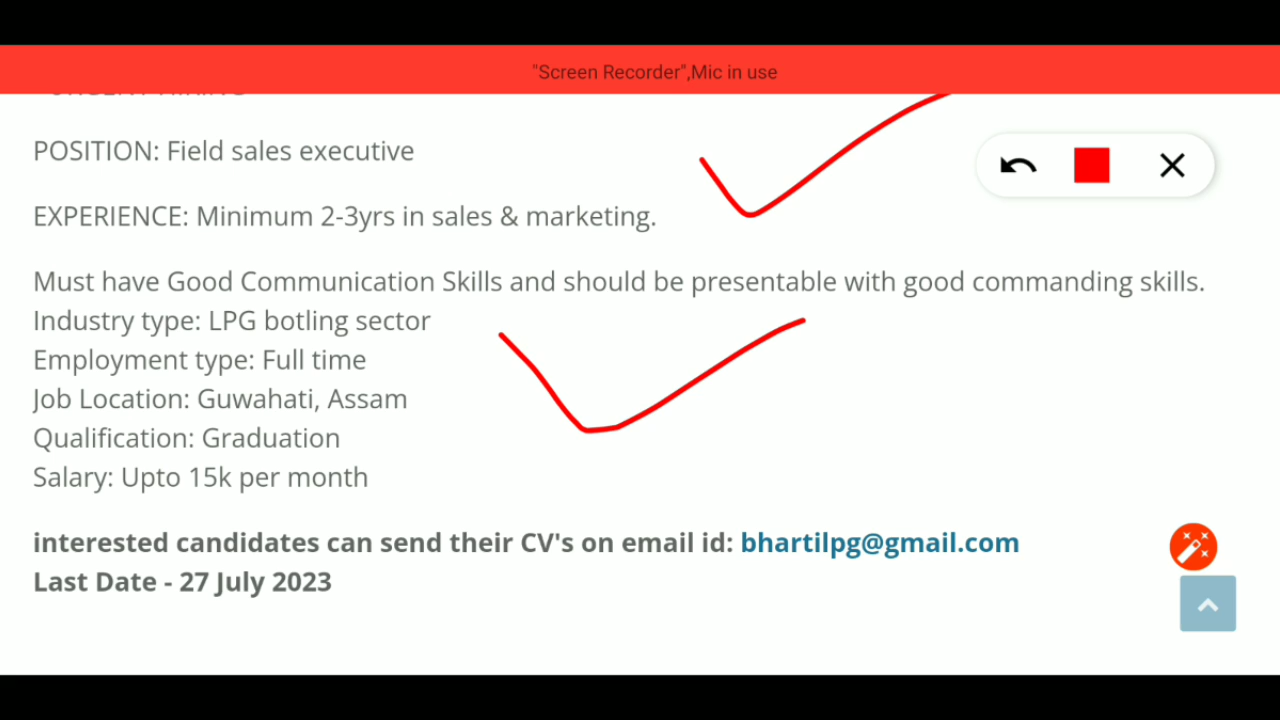 "Screen Recorder",Mic in use
POSITION: Field sales executive
EXPERIENCE: Minimum 2-3yrs in sales & marketing.
Must have Good Communication Skills and should be presentable with good commanding skills.
Industry type: LPG botling sector
Employment type: Full time
Job Location: Guwahati, Assam
Qualification: Graduation
Salary: Upto 15k per month
interested candidates can send their CV's on email id: bhartilpg@gmail.com
Last Date - 27 July 2023